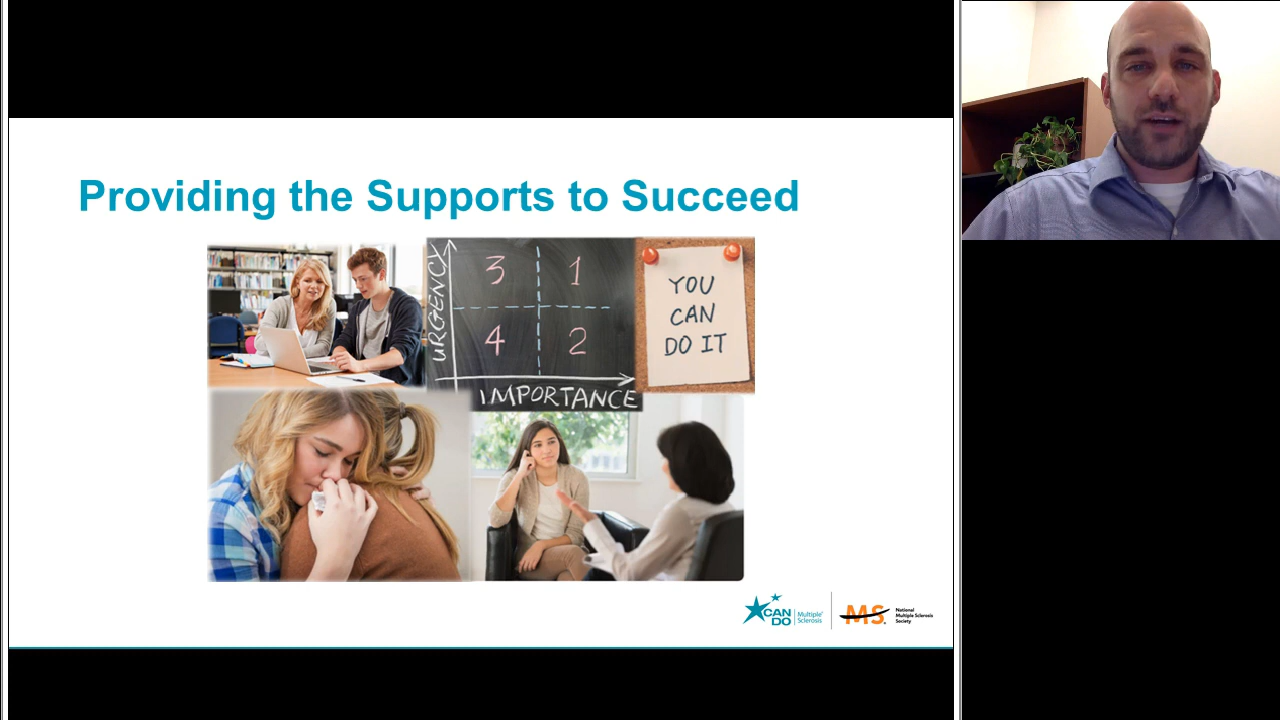 Providing the Supports to Succeed
URGENCY
3 1
4 2
IMPORTANCE
YOU
CAN
DO IT
CAN
DO
Multiple®
Sclerosis
MS
National
Multiple Sclerosis
Society